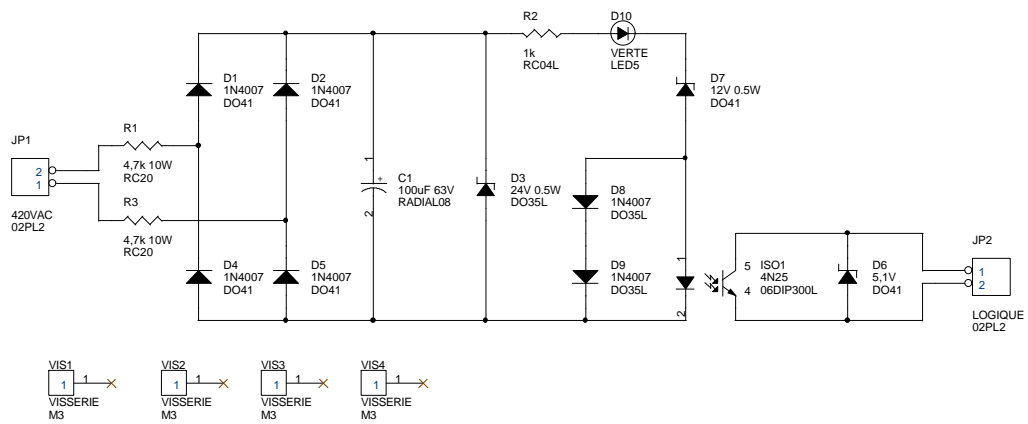 R2
1k
RC04L
D10
VERTE
LED5
D1
1N4007
DO41
D2
1N4007
DO41
D7
12V 0.5W
DO41
JP1
2
1
420VAC
02PL2
R1
4,7k 10W
RC20
R3
4,7k 10W
RC20
1
+
2
C1
100uF 63V
RADIAL08
D3
24V 0.5W
DO35L
D8
1N4007
DO35L
D4
1N4007
DO41
D5
1N4007
DO41
D9
1N4007
DO35L
1
2
5
4
ISO1
4N25
06DIP300L
D6
5,1V
DO41
JP2
1
2
LOGIQUE
02PL2
VIS1
1
1
VISSERIE
M3
VIS2
1
1
VISSERIE
M3
VIS3
1
1
VISSERIE
M3
VIS4
1
1
VISSERIE
M3